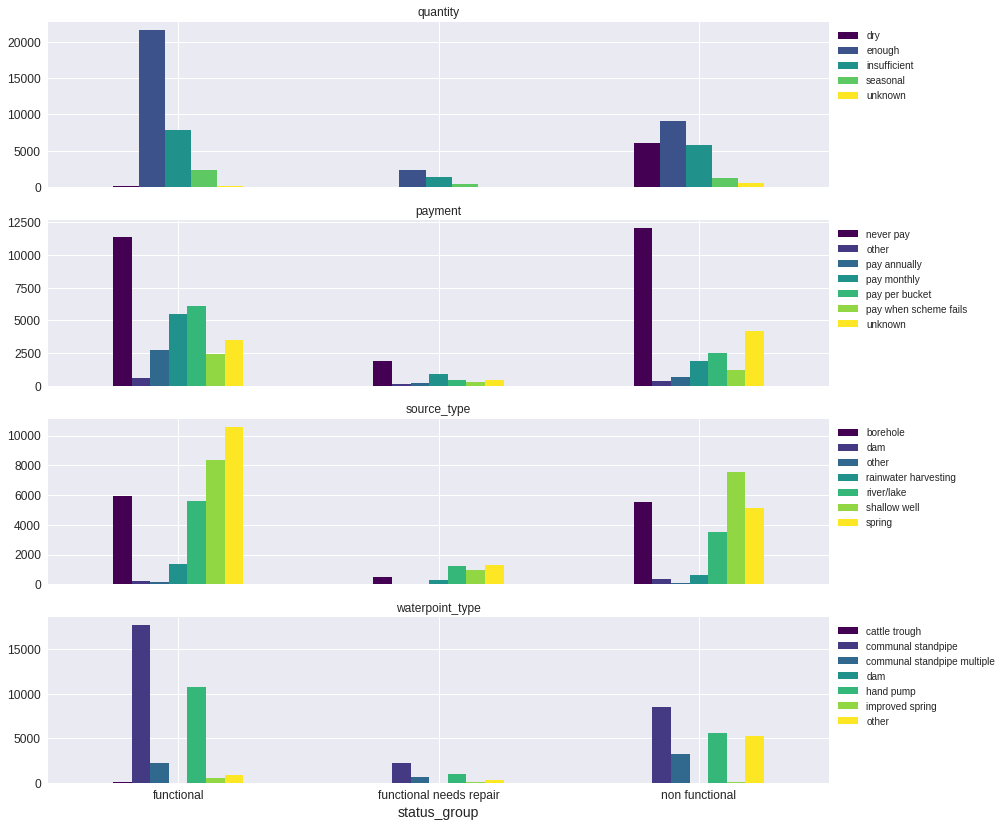 quantity
20000
15000
10000
5000
0
dry
enough
insufficient
seasonal
unknown
payment
12500
10000
7500
5000
2500
0
never pay
other
pay annually
pay monthly
pay per bucket
pay when scheme fails
unknown
source_type
10000
8000
6000
4000
2000
0
borehole
dam
other
rainwater harvesting
river/lake
shallow well
spring
waterpoint_type
15000
10000
5000
0
cattle trough
communal standpipe
communal standpipe multiple
dam
hand pump
improved spring
other
functional
functional needs repair
non functional
status_group